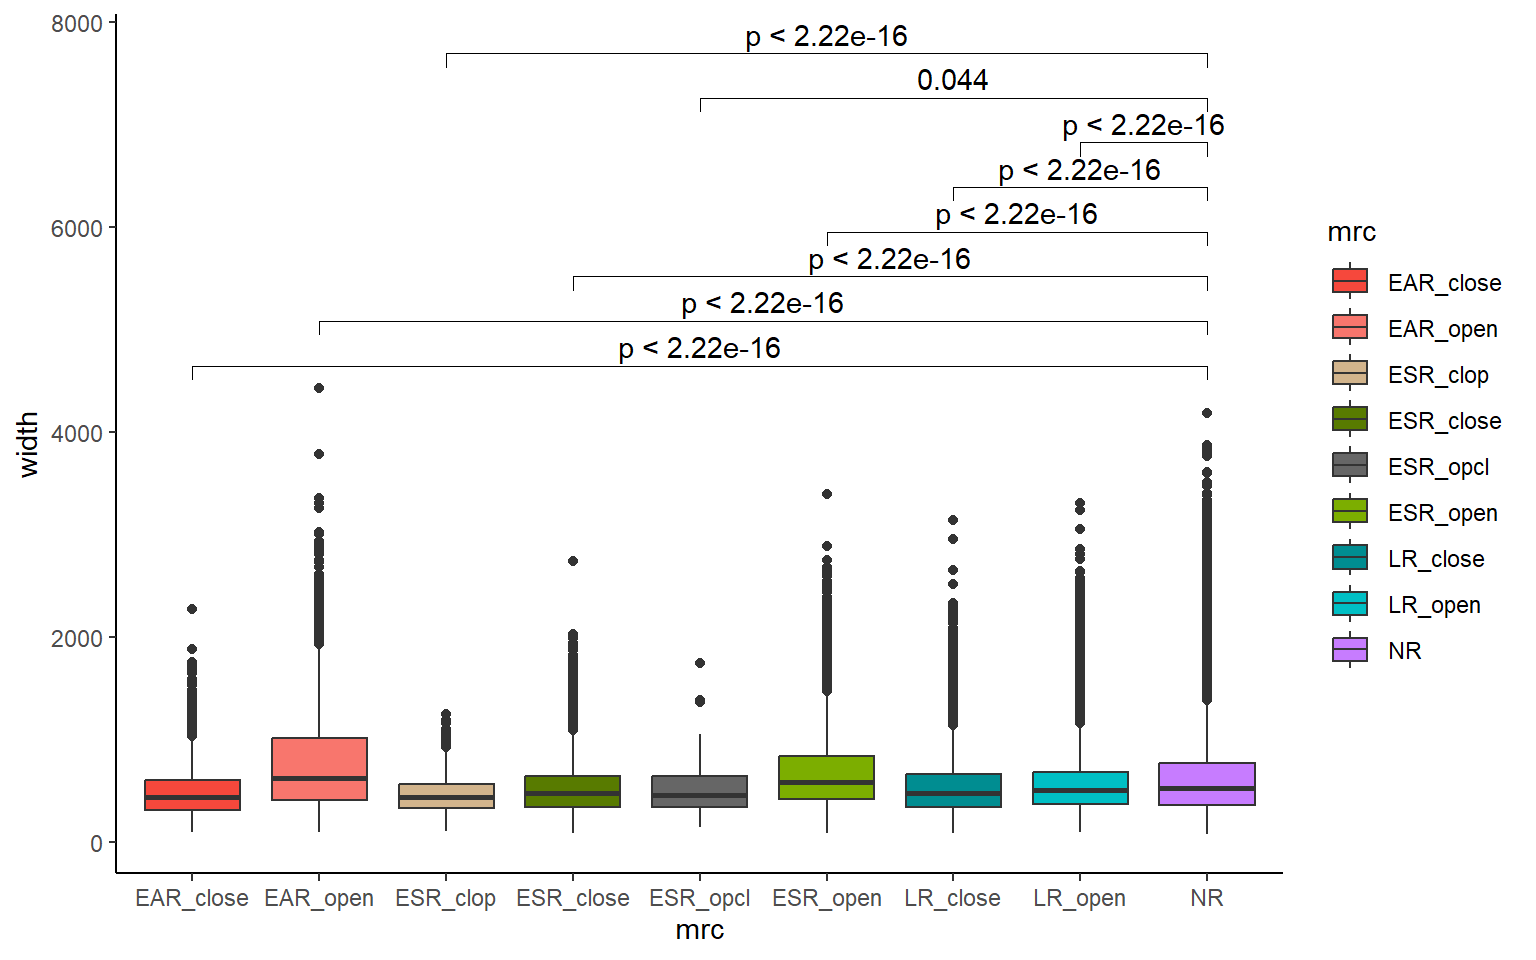 8000
6000
4000
2000
0
width
p < 2.22e-16
0.044
p < 2.22e-16
p < 2.22e-16
p < 2.22e-16
p < 2.22e-16
p < 2.22e-16
p < 2.22e-16
EAR_close EAR_open ESR_clop ESR_close ESR_opcl ESR_open LR_close LR_open NR
mrc
mrc
EAR_close
EAR_open
ESR_clop
ESR_close
ESR_opcl
ESR_open
LR_close
LR_open
NR